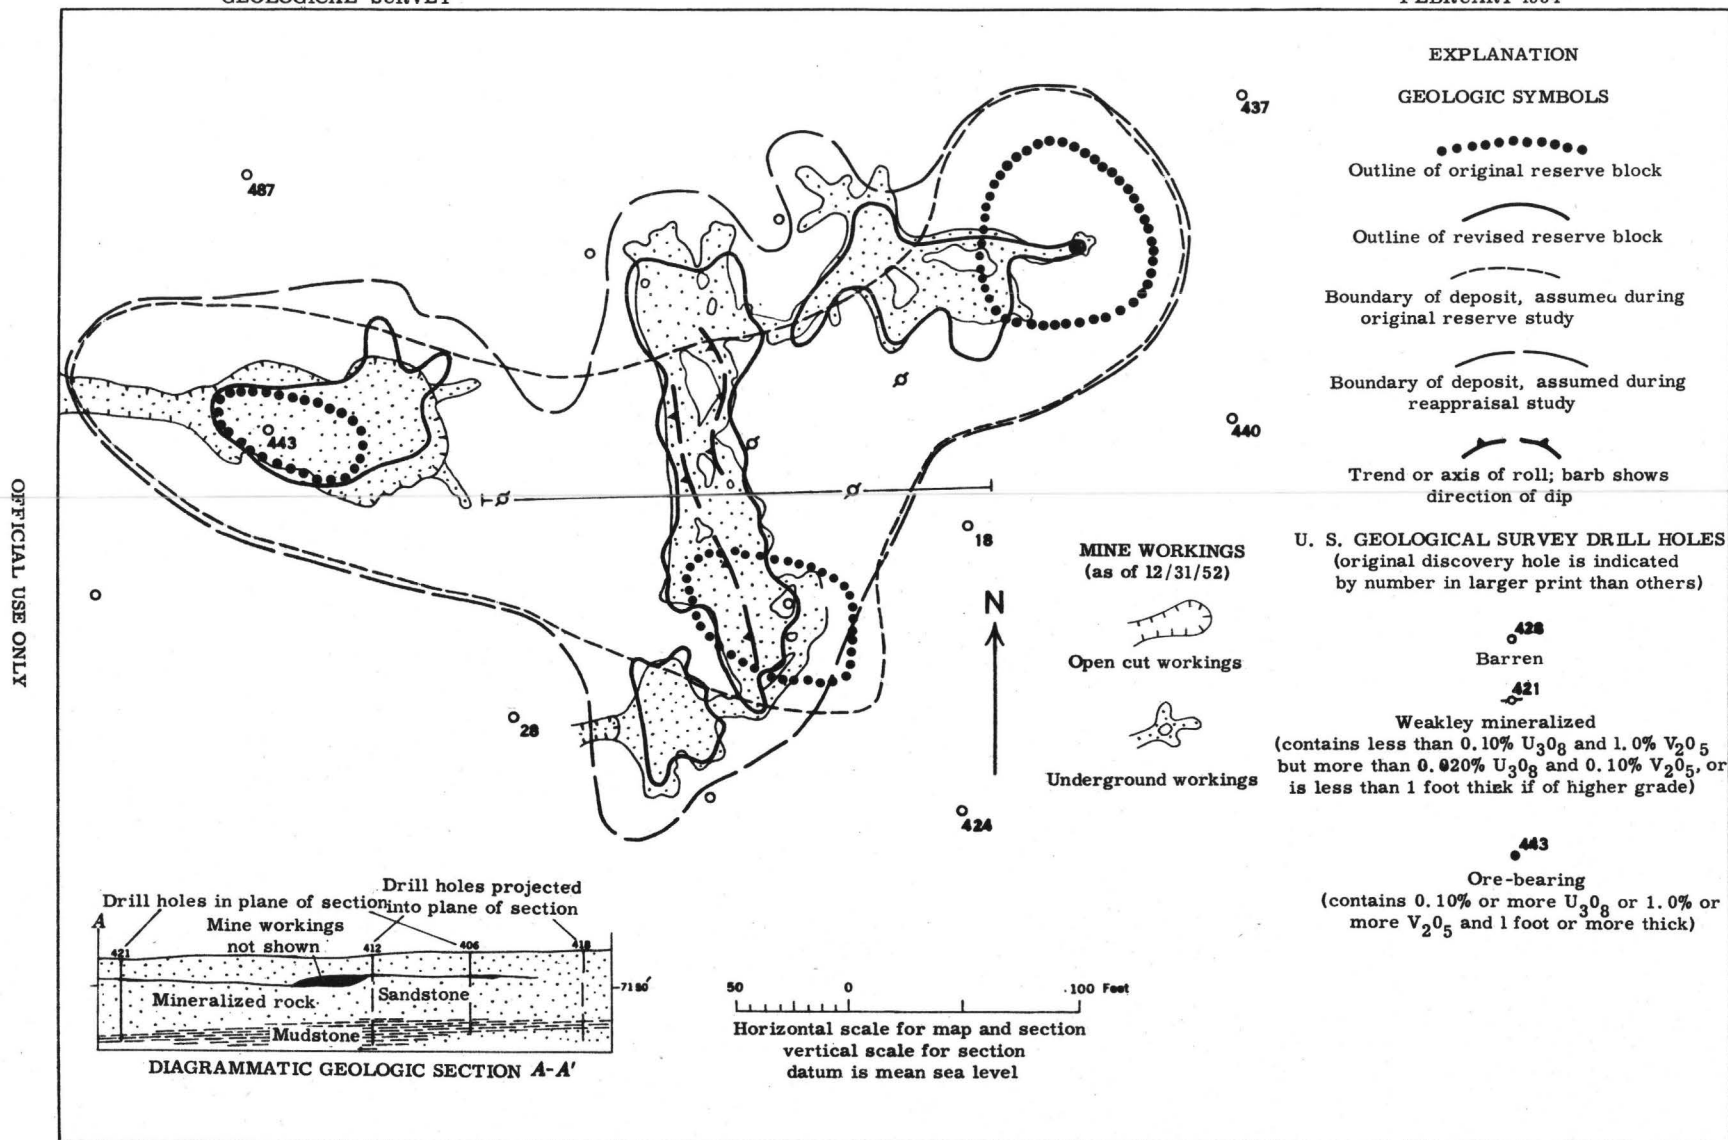 GEOLOGICAL SURVEY
OFFICIAL USE ONLY
487
437
443
440
18
28
424
N
MINE WORKINGS
(as of 12/31/52)
Open cut workings
Underground workings
EXPLANATION
GEOLOGIC SYMBOLS
Outline of original reserve block
Outline of revised reserve block
Boundary of deposit, assumed during
original reserve study
Boundary of deposit, assumed during
reappraisal study
Trend or axis of roll; barb shows
direction of dip
U. S. GEOLOGICAL SURVEY DRILL HOLES
(original discovery hole is indicated
by number in larger print than others)
428
Barren
421
Weakley mineralized
(contains less than 0.10% U3O8 and 1.0% V2O5
but more than 0.020% U3O8 and 0.10% V2O5, or
is less than 1 foot thick if of higher grade)
443
Ore-bearing
(contains 0.10% or more U3O8 or 1.0% or
more V2O5 and 1 foot or more thick)
Drill holes projected
into plane of section
Drill holes in plane of section
Mine workings
not shown
A
421
412
406
418
7180'
Mineralized rock
Sandstone
Mudstone
DIAGRAMMATIC GEOLOGIC SECTION A-A'
50 0 100 Feet
Horizontal scale for map and section
vertical scale for section
datum is mean sea level